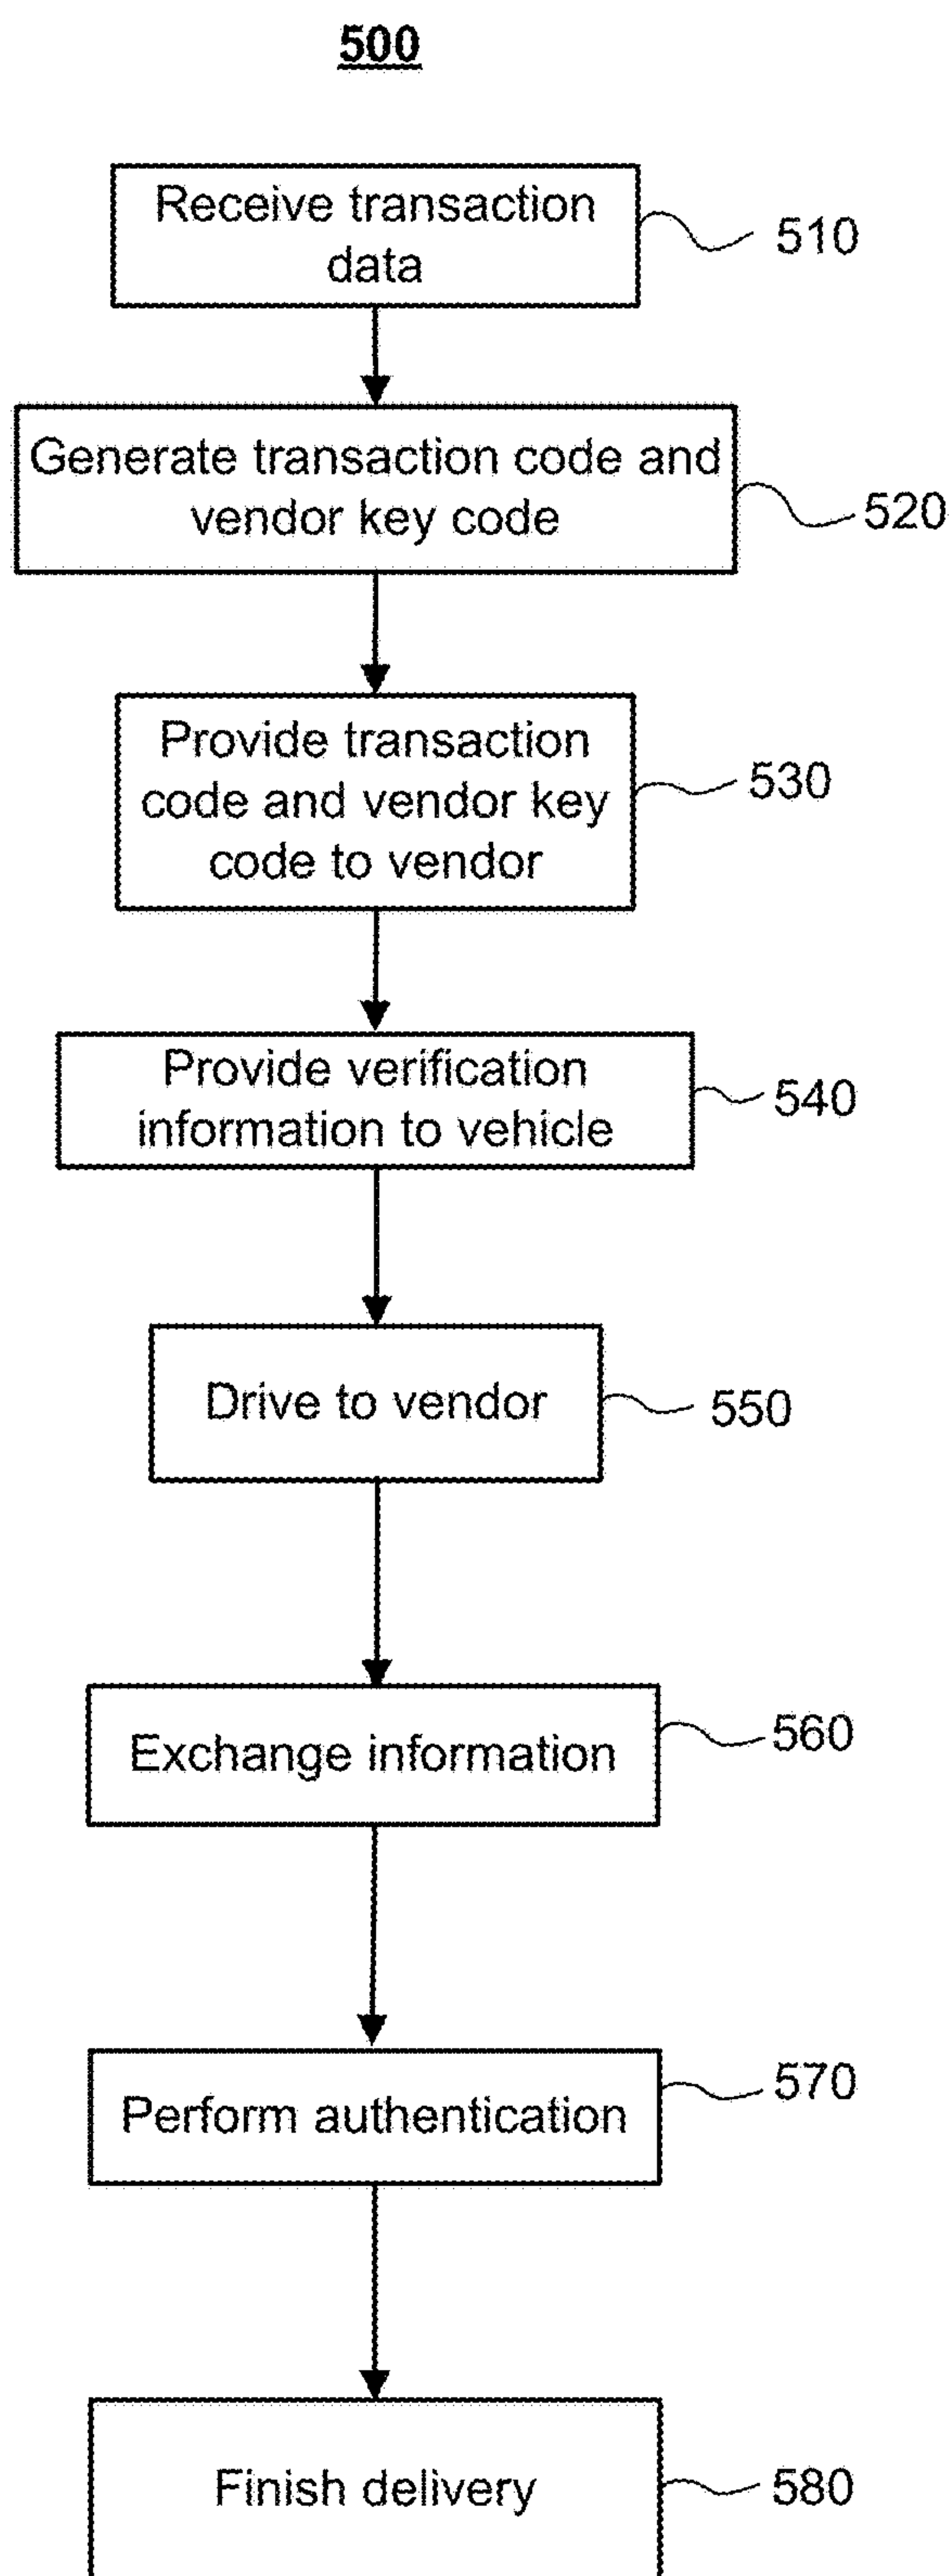 500
Receive transaction
data
510
Generate transaction code and
vendor key code
520
Provide transaction
code and vendor key
code to vendor
530
Provide verification
information to vehicle
540
Drive to vendor
550
Exchange information
560
Perform authentication
570
Finish delivery
580